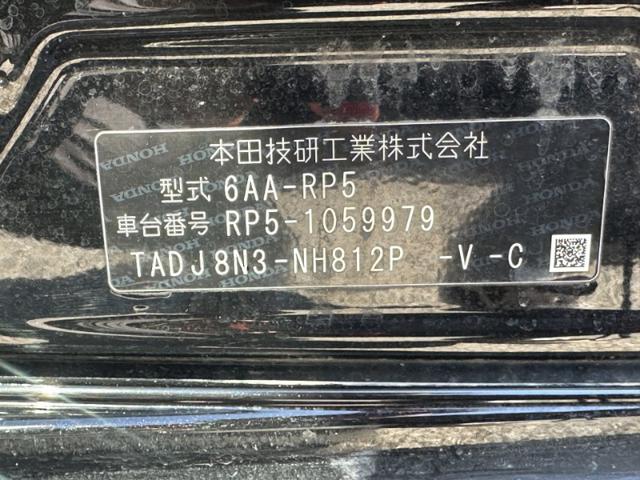 本田技研工業株式会社
型式 6AA-RP5
車台番号 RP5-1059979
TADJ8N3-NH812P -V-C